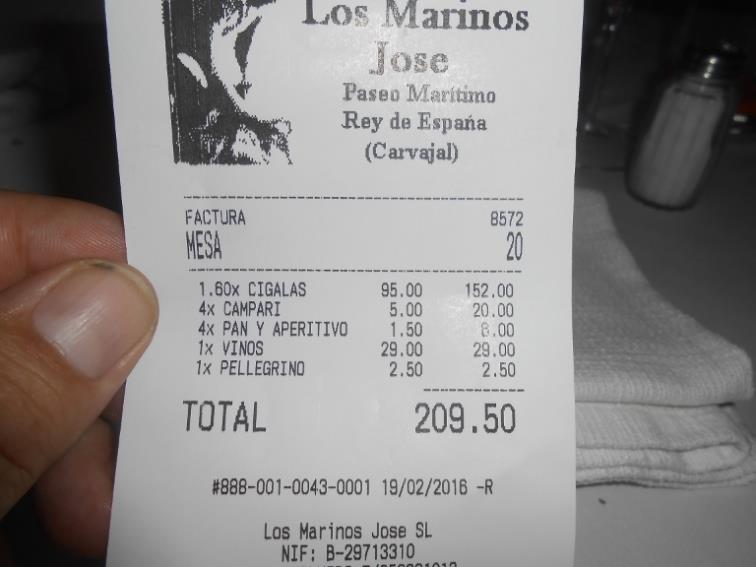 Los Marinos
Jose
Paseo Marítimo
Rey de España
(Carvajal)
FACTURA 8572
MESA 20
1.60x CIGALAS 95.00 152.00
4x CAMPARI 5.00 20.00
4x PAN Y APERITIVO 1.50 6.00
1x VINOS 29.00 29.00
1x PELLEGRINO 2.50 2.50
TOTAL 209.50
#888-001-0043-0001 19/02/2016 -R
Los Marinos Jose SL
NIF: B-29713310